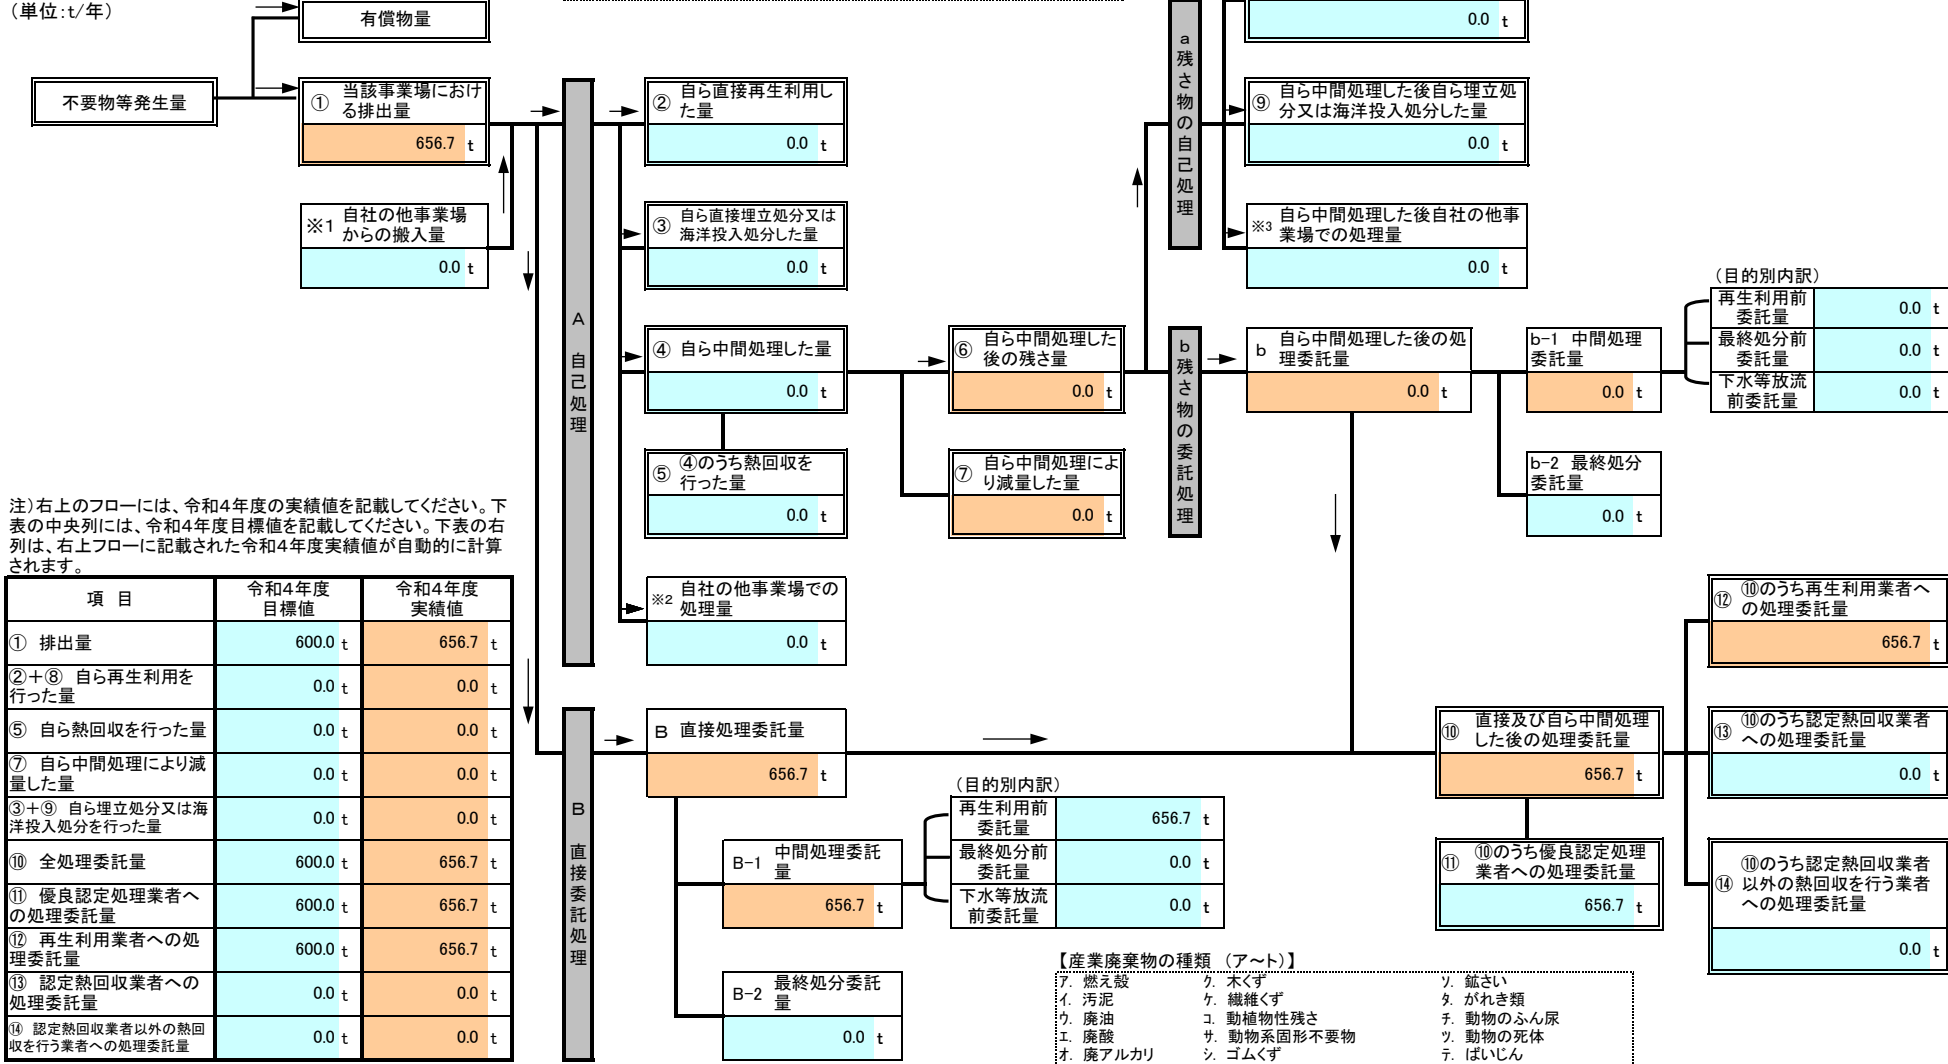 (単位:t/年)
有償物量
不要物等発生量
① 当該事業場におけ
る排出量
656.7 t
※1 自社の他事業場
からの搬入量
0.0 t
A 自己処理
② 自ら直接再生利用し
た量
0.0 t
③ 自ら直接埋立処分又は
海洋投入処分した量
0.0 t
④ 自ら中間処理した量
0.0 t
⑤ ④のうち熱回収を
行った量
0.0 t
※2 自社の他事業場での
処理量
0.0 t
⑥ 自ら中間処理した
後の残さ量
0.0 t
⑦ 自ら中間処理によ
り減量した量
0.0 t
a 残さ物の自己処理
0.0 t
⑨ 自ら中間処理した後自ら埋立処
分又は海洋投入処分した量
0.0 t
※3 自ら中間処理した後自社の他事
業場での処理量
0.0 t
b 残さ物の委託処理
b 自ら中間処理した後の処
理委託量
0.0 t
b-1 中間処理
委託量
0.0 t
b-2 最終処分
委託量
0.0 t
(目的別内訳)
再生利用前
委託量
0.0 t
最終処分前
委託量
0.0 t
下水等放流
前委託量
0.0 t
注)右上のフローには、令和4年度の実績値を記載してください。下
表の中央列には、令和4年度目標値を記載してください。下表の右
列は、右上フローに記載された令和4年度実績値が自動的に計算
されます。
項 目 令和4年度 令和4年度
目標値 実績値
① 排出量 600.0 t 656.7 t
②+⑧ 自ら再生利用を
行った量 0.0 t 0.0 t
⑤ 自ら熱回収を行った量 0.0 t 0.0 t
⑦ 自ら中間処理により減
量した量 0.0 t 0.0 t
③+⑨ 自ら埋立処分又は海
洋投入処分を行った量 0.0 t 0.0 t
⑩ 全処理委託量 600.0 t 656.7 t
⑪ 優良認定処理業者へ
の処理委託量 600.0 t 656.7 t
⑫ 再生利用業者への処
理委託量 600.0 t 656.7 t
⑬ 認定熱回収業者への
処理委託量 0.0 t 0.0 t
⑭ 認定熱回収業者以外の熱回
収を行う業者への処理委託量 0.0 t 0.0 t
B 直接委託処理
B 直接処理委託量
656.7 t
B-1 中間処理委託
量
656.7 t
B-2 最終処分委託
量
0.0 t
(目的別内訳)
再生利用前
委託量
656.7 t
最終処分前
委託量
0.0 t
下水等放流
前委託量
0.0 t
⑩ 直接及び自ら中間処理
した後の処理委託量
656.7 t
⑪ ⑩のうち優良認定処理
業者への処理委託量
656.7 t
⑫ ⑩のうち再生利用業者へ
の処理委託量
656.7 t
⑬ ⑩のうち認定熱回収業者
への処理委託量
0.0 t
⑭ ⑩のうち認定熱回収業者
以外の熱回収を行う業者
への処理委託量
0.0 t
【産業廃棄物の種類 (ア~ト)】
ア. 燃え殻 ク. 木くず ソ. 鉱さい
イ. 汚泥 ケ. 繊維くず タ. がれき類
ウ. 廃油 コ. 動植物性残さ チ. 動物のふん尿
エ. 廃酸 サ. 動物系固形不要物 ツ. 動物の死体
オ. 廃アルカリ シ. ゴムくず テ. ばいじん